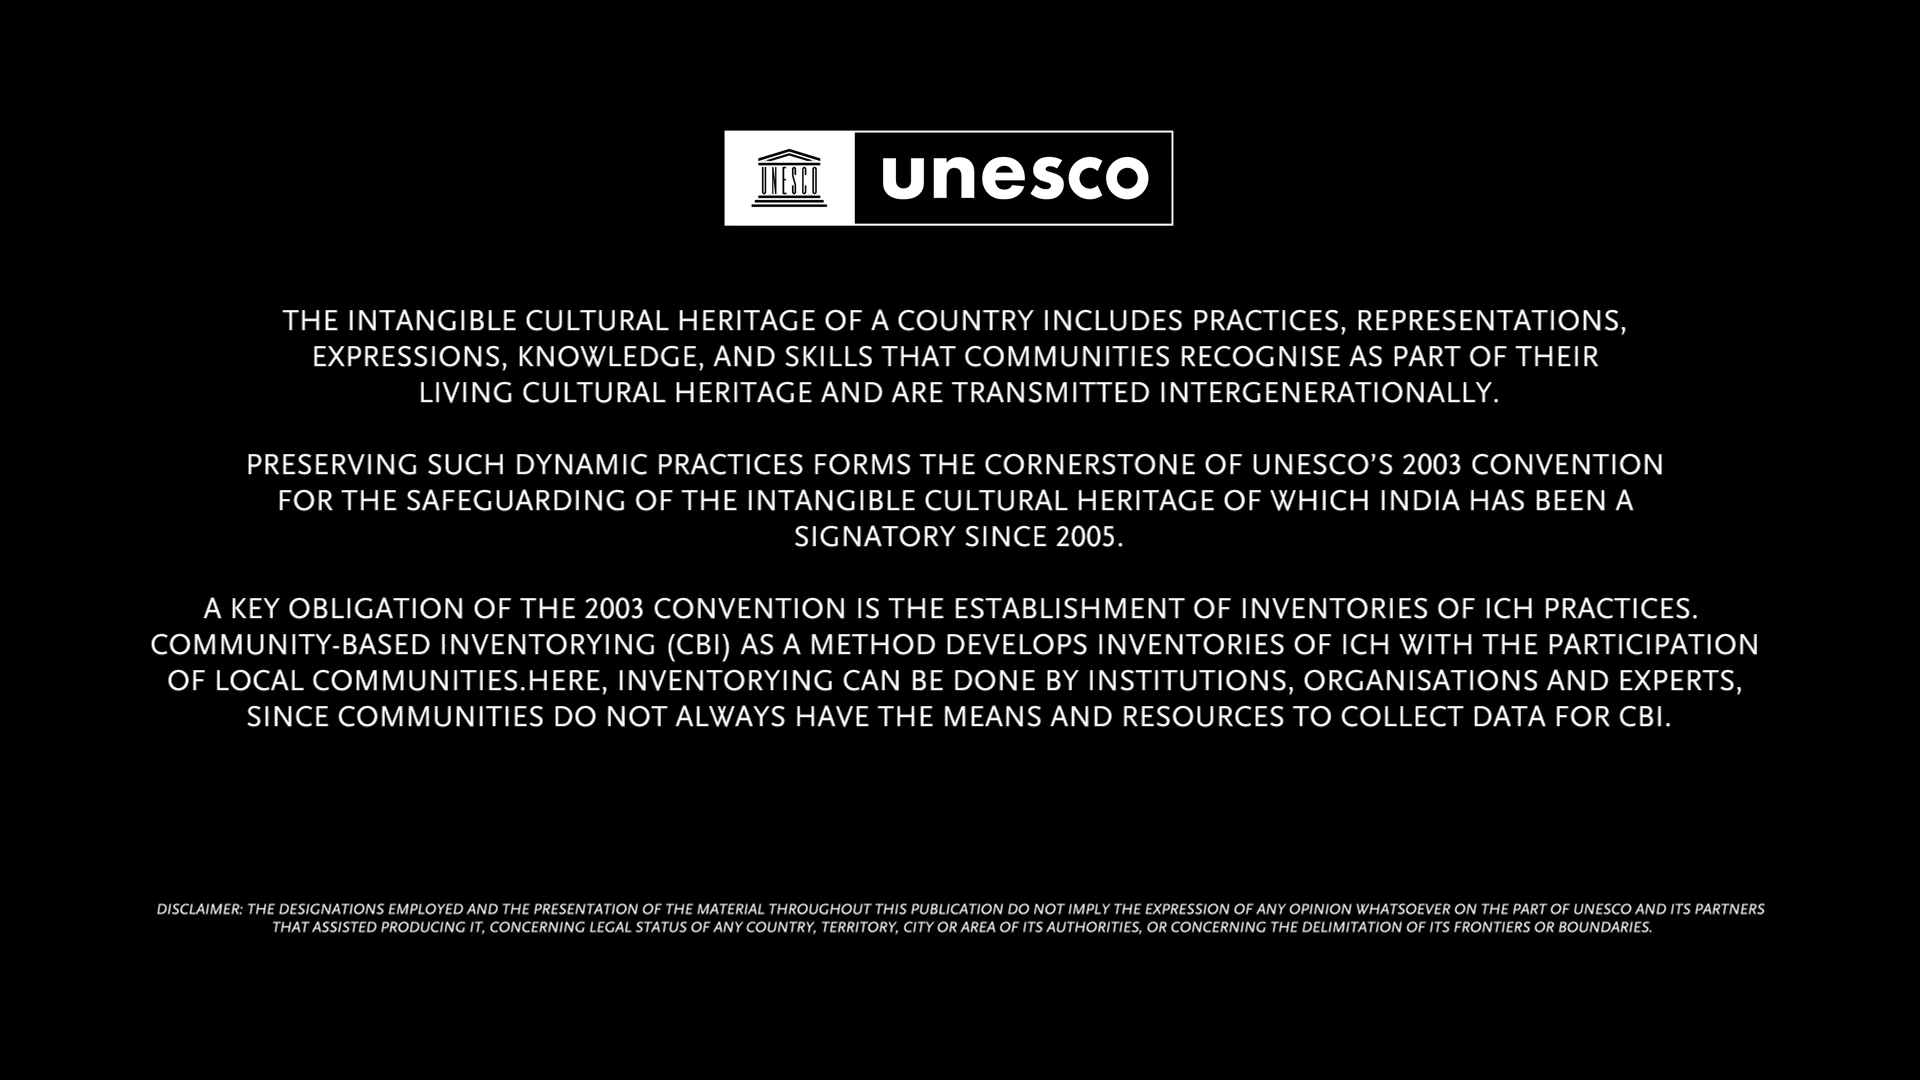 UNESCO
unesco
THE INTANGIBLE CULTURAL HERITAGE OF A COUNTRY INCLUDES PRACTICES, REPRESENTATIONS,
EXPRESSIONS, KNOWLEDGE, AND SKILLS THAT COMMUNITIES RECOGNISE AS PART OF THEIR
LIVING CULTURAL HERITAGE AND ARE TRANSMITTED INTERGENERATIONALLY.
PRESERVING SUCH DYNAMIC PRACTICES FORMS THE CORNERSTONE OF UNESCO’S 2003 CONVENTION
FOR THE SAFEGUARDING OF THE INTANGIBLE CULTURAL HERITAGE OF WHICH INDIA HAS BEEN A
SIGNATORY SINCE 2005.
A KEY OBLIGATION OF THE 2003 CONVENTION IS THE ESTABLISHMENT OF INVENTORIES OF ICH PRACTICES.
COMMUNITY-BASED INVENTORYING (CBI) AS A METHOD DEVELOPS INVENTORIES OF ICH WITH THE PARTICIPATION
OF LOCAL COMMUNITIES.HERE, INVENTORYING CAN BE DONE BY INSTITUTIONS, ORGANISATIONS AND EXPERTS,
SINCE COMMUNITIES DO NOT ALWAYS HAVE THE MEANS AND RESOURCES TO COLLECT DATA FOR CBI.
DISCLAIMER: THE DESIGNATIONS EMPLOYED AND THE PRESENTATION OF THE MATERIAL THROUGHOUT THIS PUBLICATION DO NOT IMPLY THE EXPRESSION OF ANY OPINION WHATSOEVER ON THE PART OF UNESCO AND ITS PARTNERS
THAT ASSISTED PRODUCING IT, CONCERNING LEGAL STATUS OF ANY COUNTRY, TERRITORY, CITY OR AREA OF ITS AUTHORITIES, OR CONCERNING THE DELIMITATION OF ITS FRONTIERS OR BOUNDARIES.